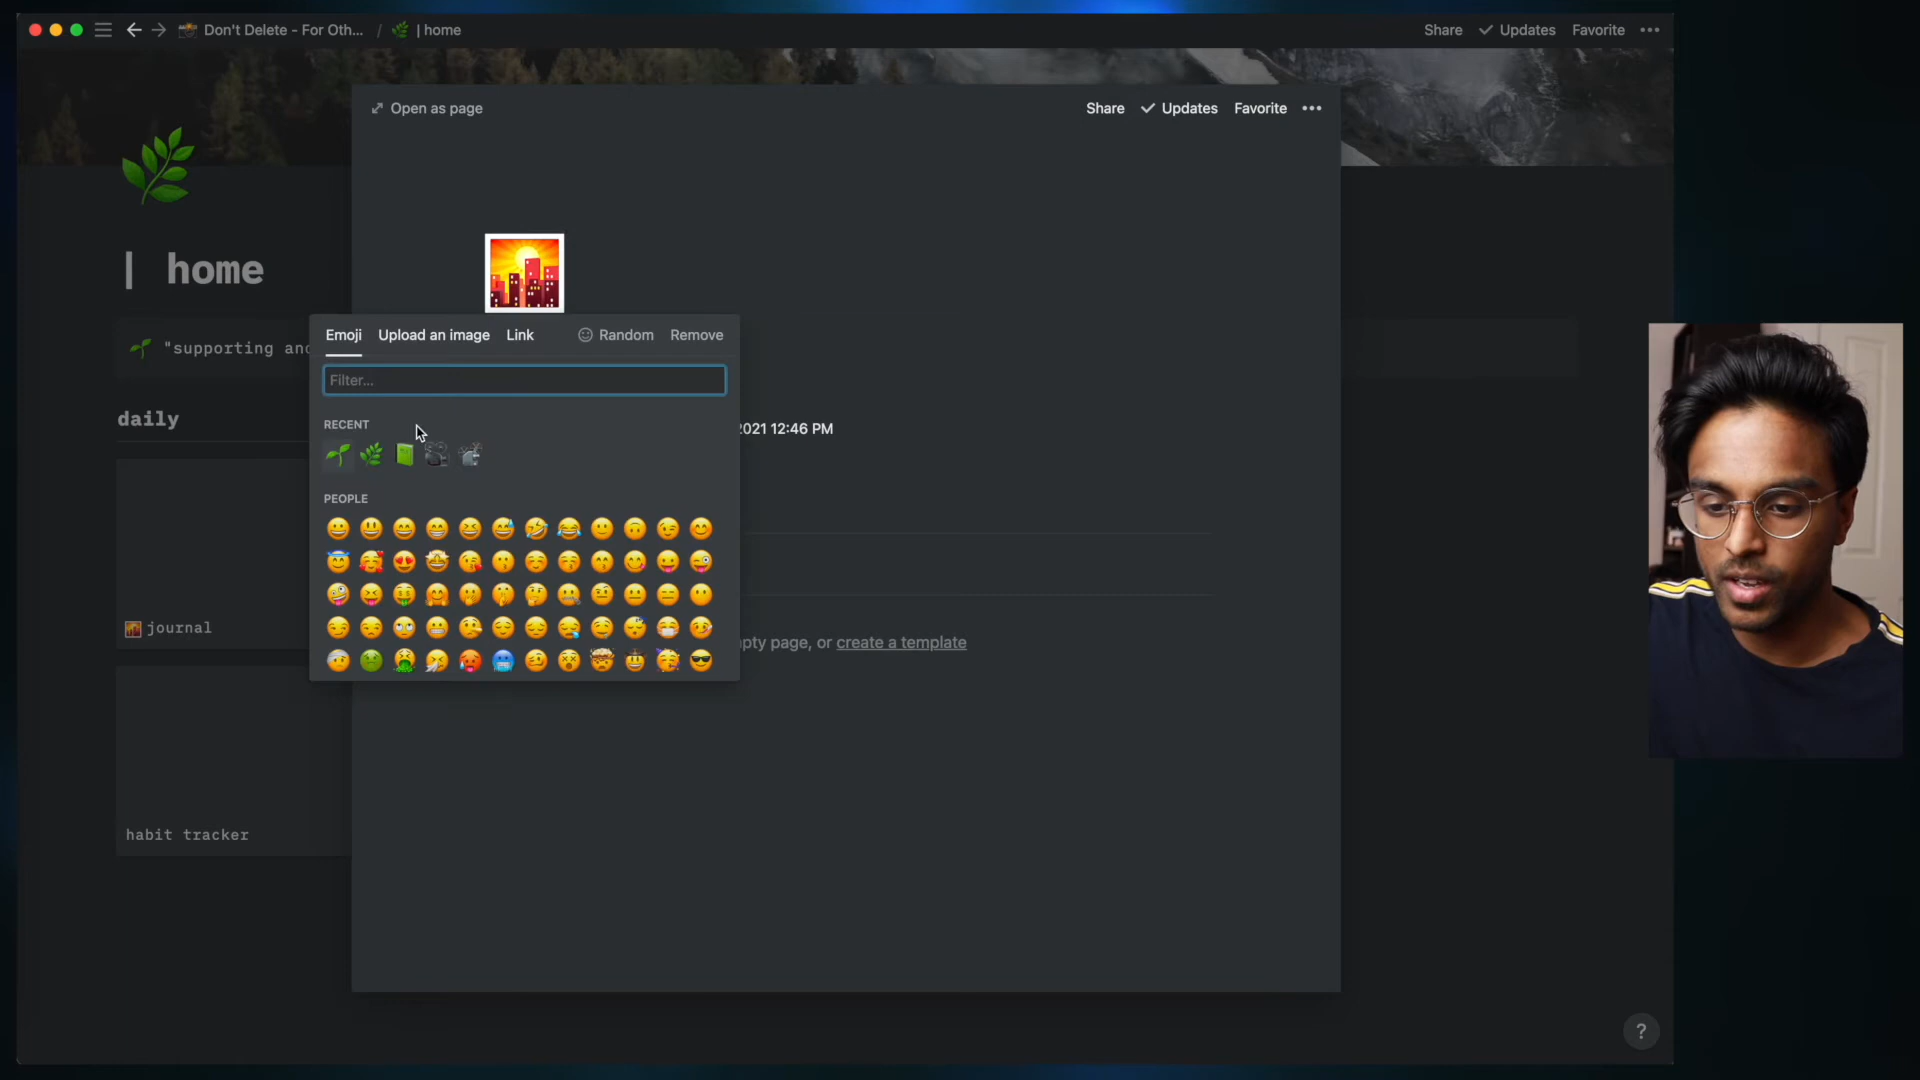 Don't Delete - For Oth... / | home
Share Updates Favorite
Open as page
Share Updates Favorite
| home
Emoji Upload an image Link Random Remove
"supporting and
Filter...
RECENT
daily
2021 12:46 PM
PEOPLE
journal
pty page, or create a template
habit tracker
?